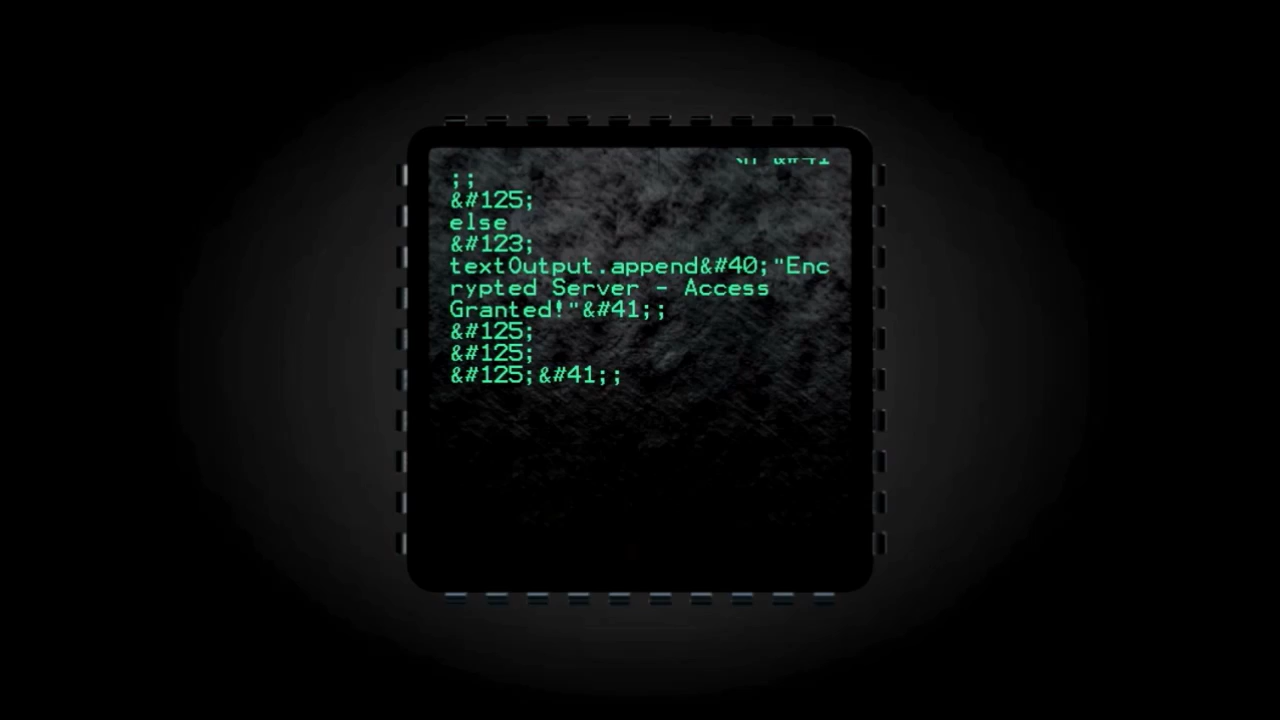 ;;
&#125;
else
&#123;
textOutput.append&#40;"Enc
rypted Server - Access
Granted!"&#41;;
&#125;
&#125;
&#125;&#41;;